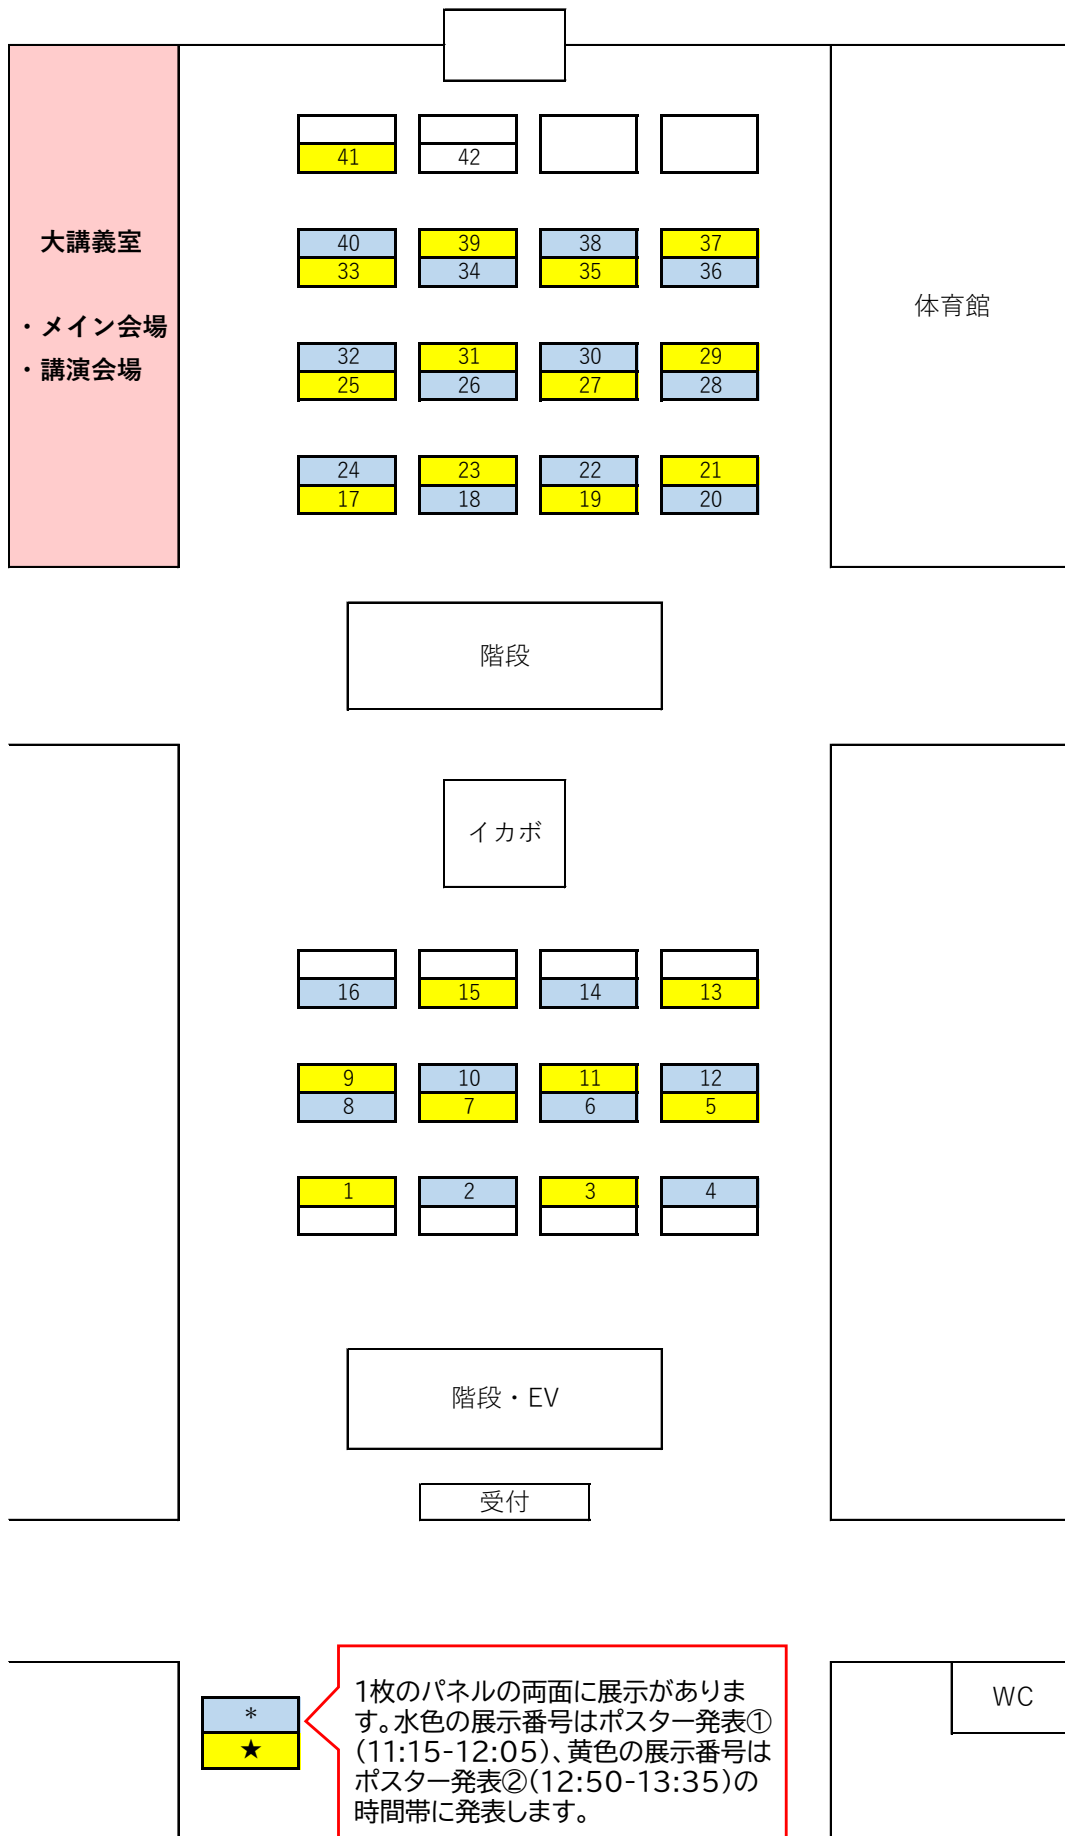 41 42
大講義室
40 39 38 37
33 34 35 36
体育館
・メイン会場
・講演会場
32 31 30 29
25 26 27 28
24 23 22 21
17 18 19 20
階段
イカボ
16 15 14 13
9 10 11 12
8 7 6 5
1 2 3 4
階段・EV
受付
*
★
1枚のパネルの両面に展示がありま
す。水色の展示番号はポスター発表①
(11:15-12:05)、黄色の展示番号は
ポスター発表②(12:50-13:35)の
時間帯に発表します。
WC